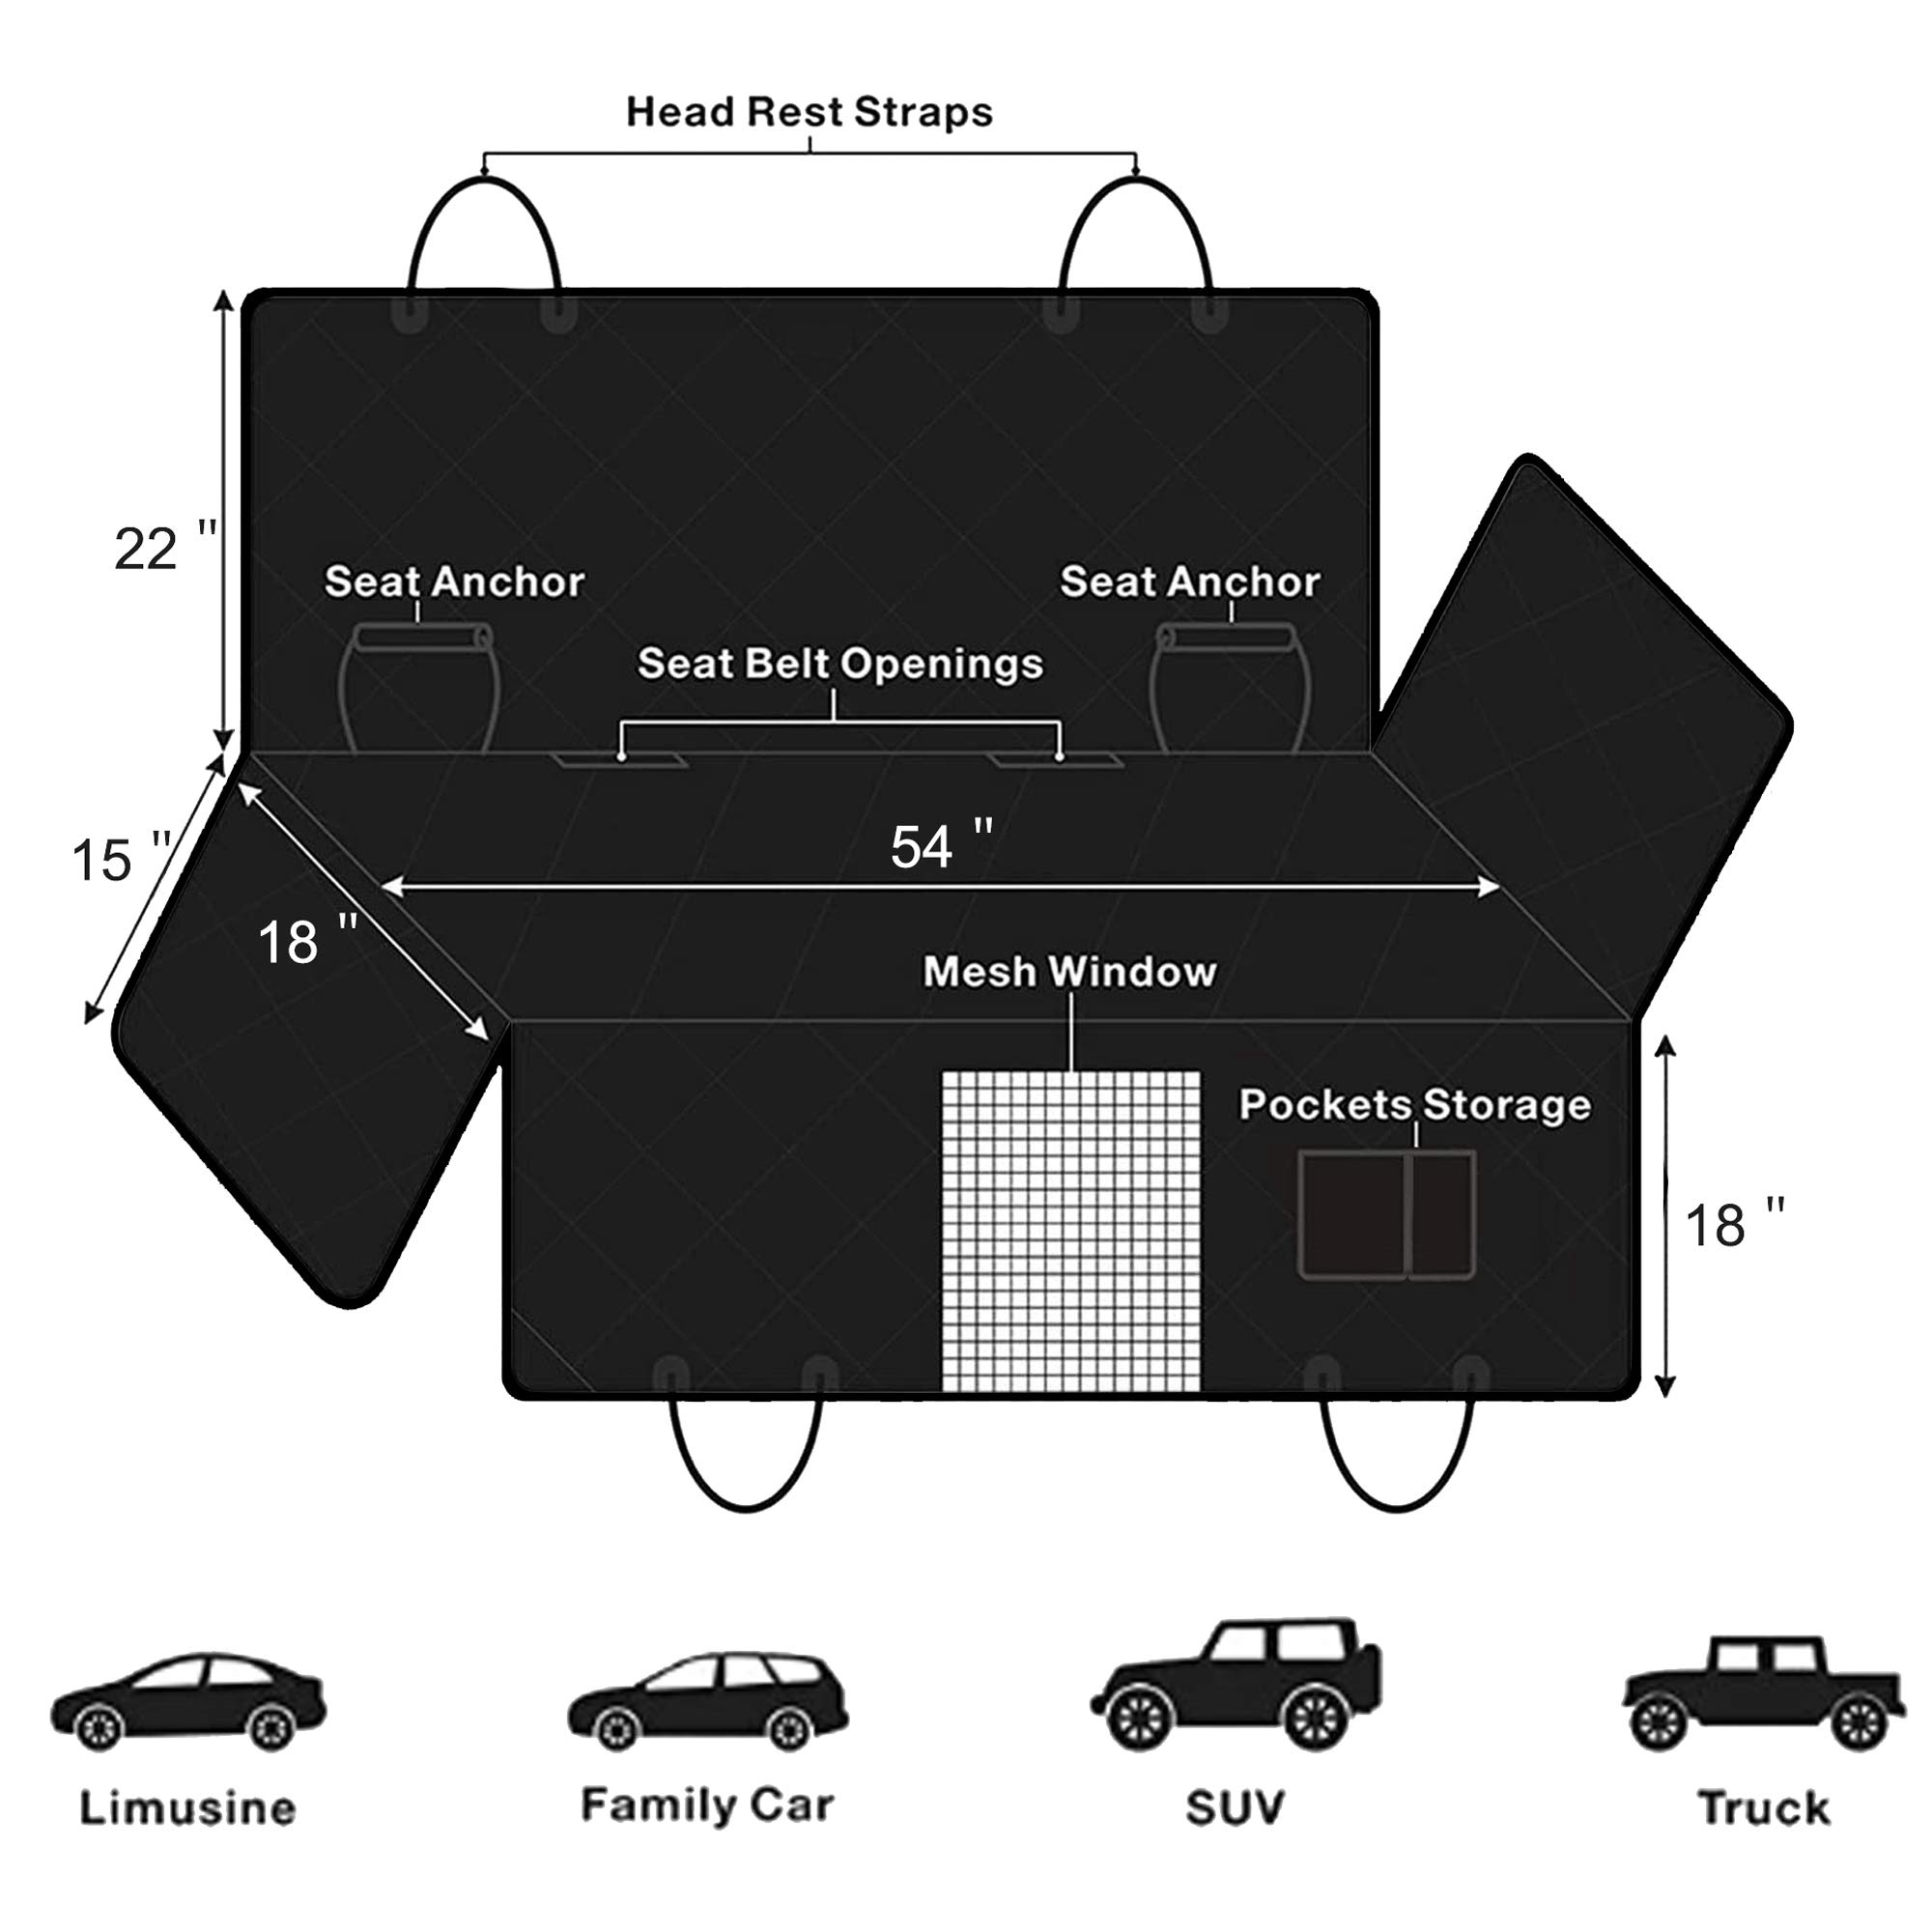 Head Rest Straps
22 "
Seat Anchor
Seat Anchor
Seat Belt Openings
54 "
15 "
18 "
Mesh Window
Pockets Storage
18 "
Limusine
Family Car
SUV
Truck